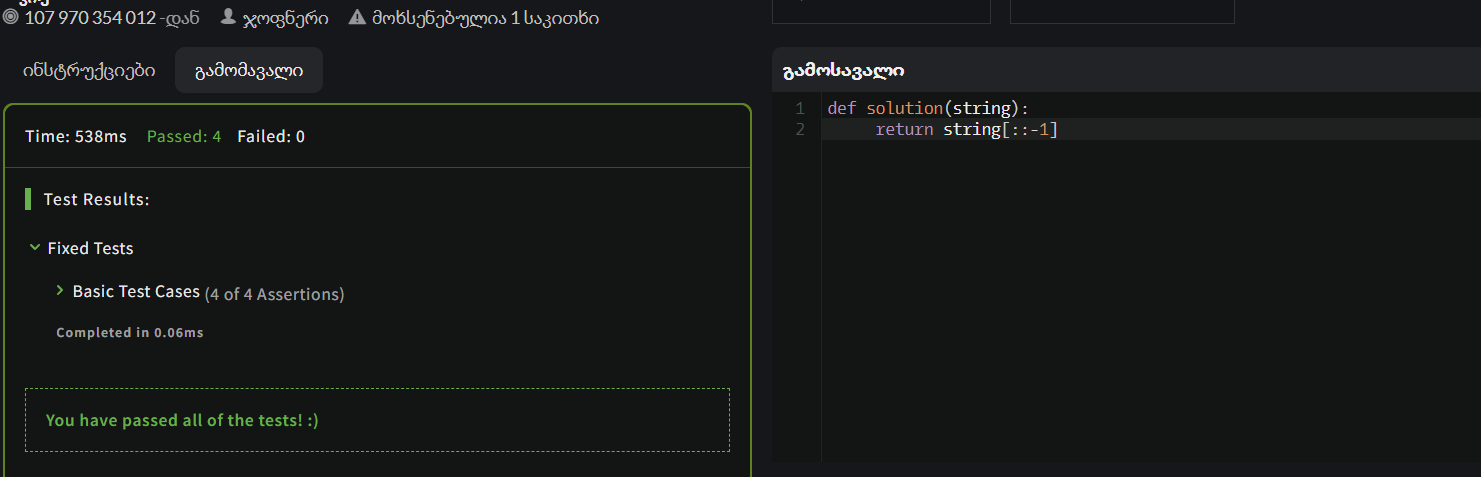 107 970 354 012 -დან ჯოფნერი მოხსენებულია 1 საკითხი
ინსტრუქციები გამომავალი
Time: 538ms Passed: 4 Failed: 0
Test Results:
Fixed Tests
Basic Test Cases (4 of 4 Assertions)
Completed in 0.06ms
You have passed all of the tests! :)
გამოსავალი
1 def solution(string):
2 return string[::-1]